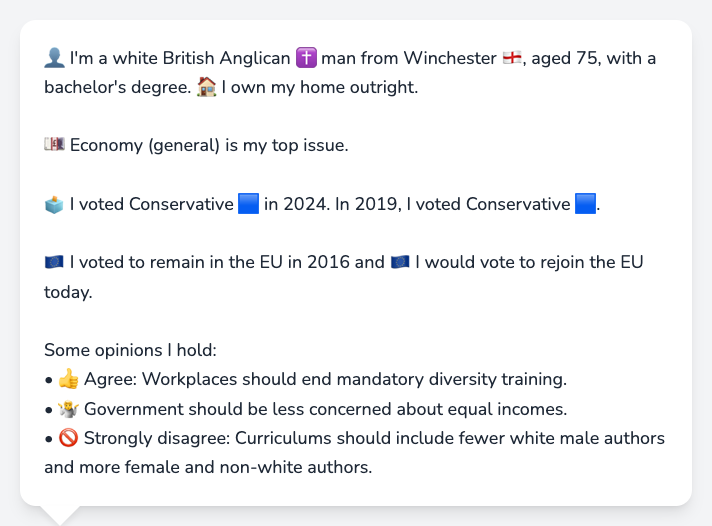 👤 I'm a white British Anglican ✝️ man from Winchester 🏴󠁧󠁢󠁥󠁮󠁧󠁿, aged 75, with a
bachelor's degree. 🏠 I own my home outright.
💷 Economy (general) is my top issue.
🗳️ I voted Conservative 🟦 in 2024. In 2019, I voted Conservative 🟦.
🇪🇺 I voted to remain in the EU in 2016 and 🇪🇺 I would vote to rejoin the EU
today.
Some opinions I hold:
• 👍 Agree: Workplaces should end mandatory diversity training.
• 🤷 Government should be less concerned about equal incomes.
• 🚫 Strongly disagree: Curriculums should include fewer white male authors
and more female and non-white authors.